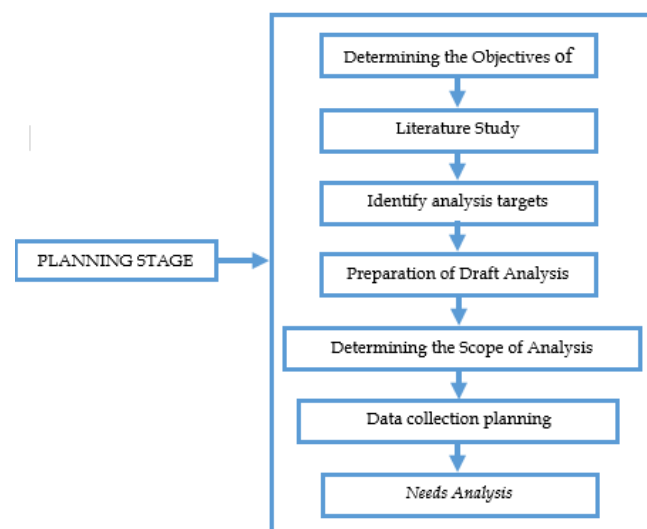 Determining the Objectives of
Literature Study
Identify analysis targets
PLANNING STAGE
Preparation of Draft Analysis
Determining the Scope of Analysis
Data collection planning
Needs Analysis